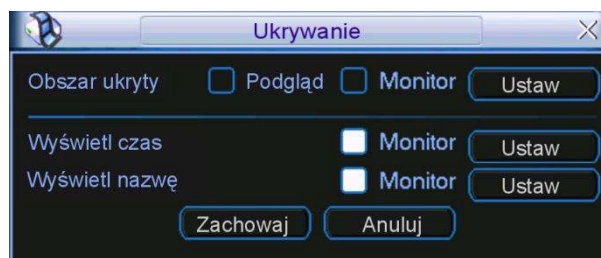 Ukrywanie
Obszar ukryty Podgląd Monitor Ustaw
Wyświetl czas Monitor Ustaw
Wyświetl nazwę Monitor Ustaw
Zachowaj Anuluj